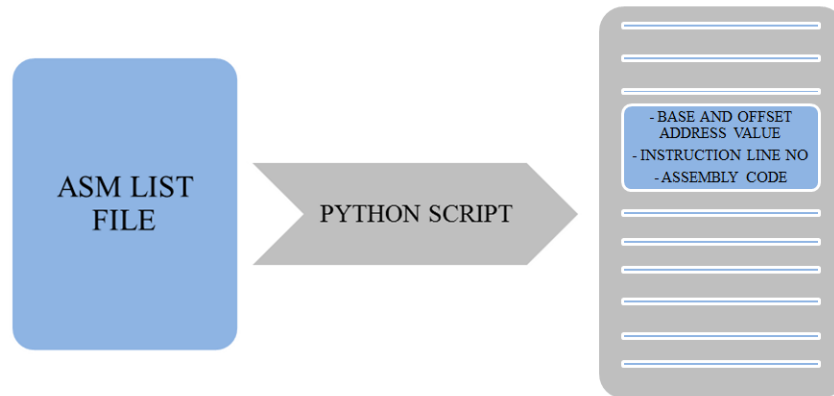 ASM LIST
FILE
PYTHON SCRIPT
- BASE AND OFFSET
ADDRESS VALUE
- INSTRUCTION LINE NO
- ASSEMBLY CODE